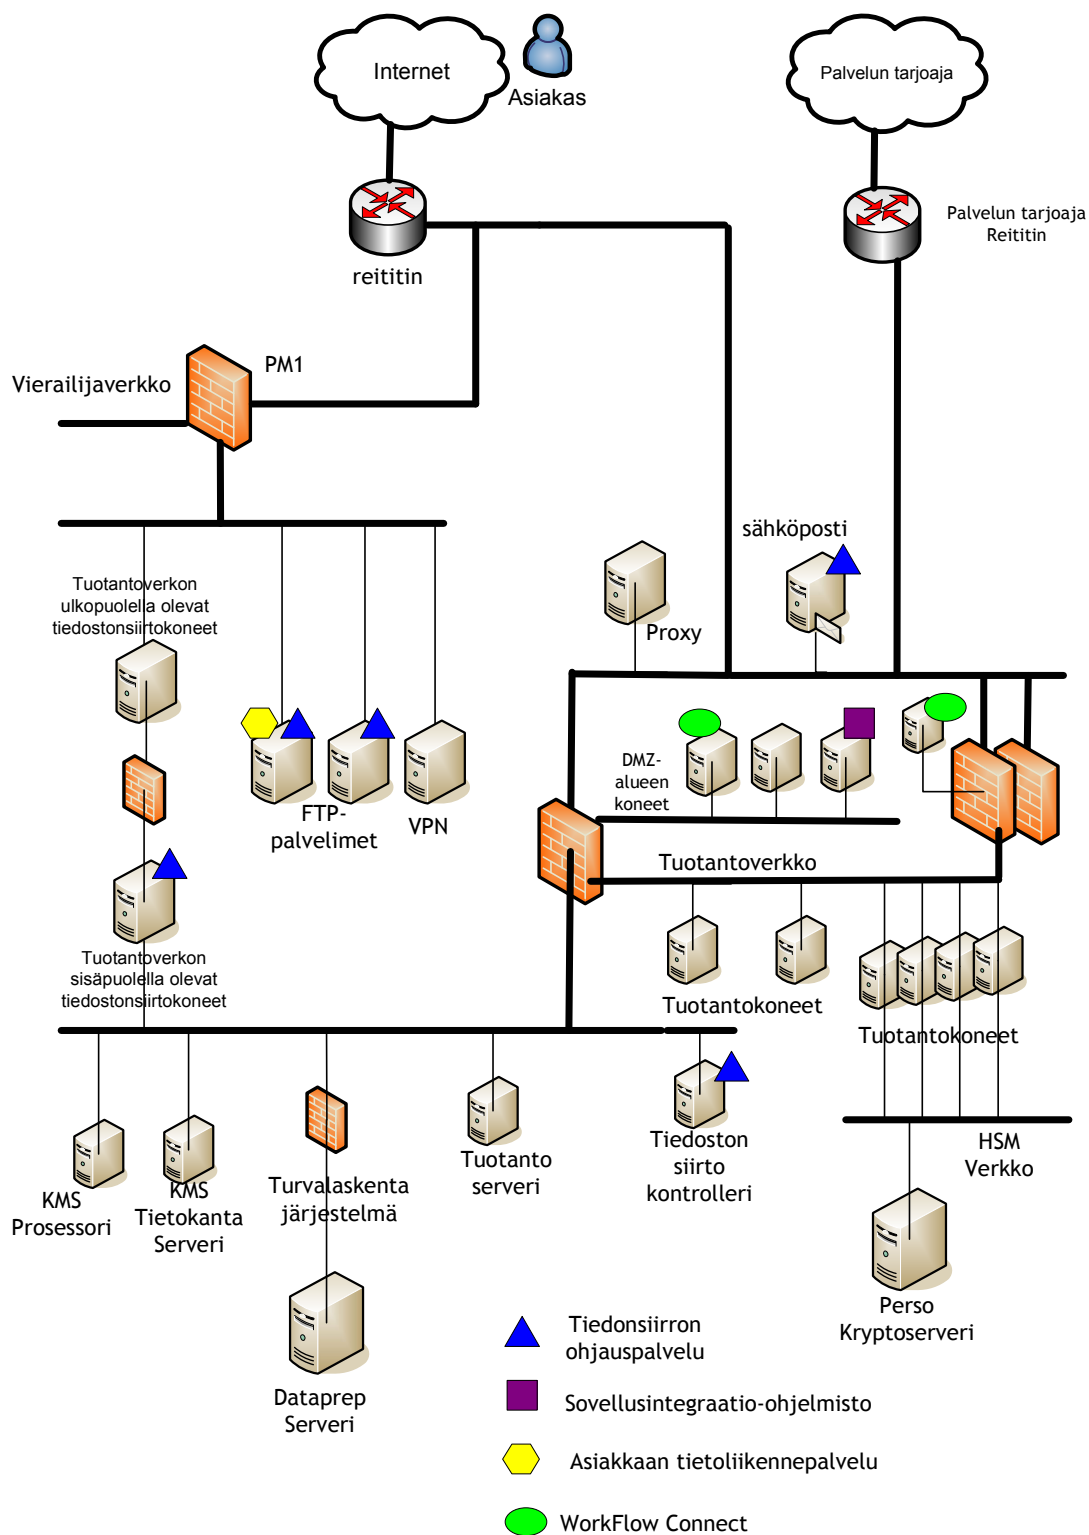 Internet
Asiakas
Palvelun tarjoaja
Palvelun tarjoaja
Reititin
reititin
PM1
Vierailijaverkko
sähköposti
Tuotantoverkon
ulkopuolella olevat
tiedostonsiirtokoneet
Proxy
DMZ-
alueen
koneet
FTP-
palvelimet
VPN
Tuotantoverkko
Tuotantoverkon
sisäpuolella olevat
tiedostonsiirtokoneet
Tuotantokoneet
Tuotantokoneet
KMS
Prosessori
KMS
Tietokanta
Serveri
Turvalaskenta
järjestelmä
Tuotanto
serveri
Tiedoston
siirto
kontrolleri
HSM
Verkko
Perso
Kryptoserveri
Dataprep
Serveri
Tiedonsiirron
ohjauspalvelu
Sovellusintegraatio-ohjelmisto
Asiakkaan tietoliikennepalvelu
WorkFlow Connect